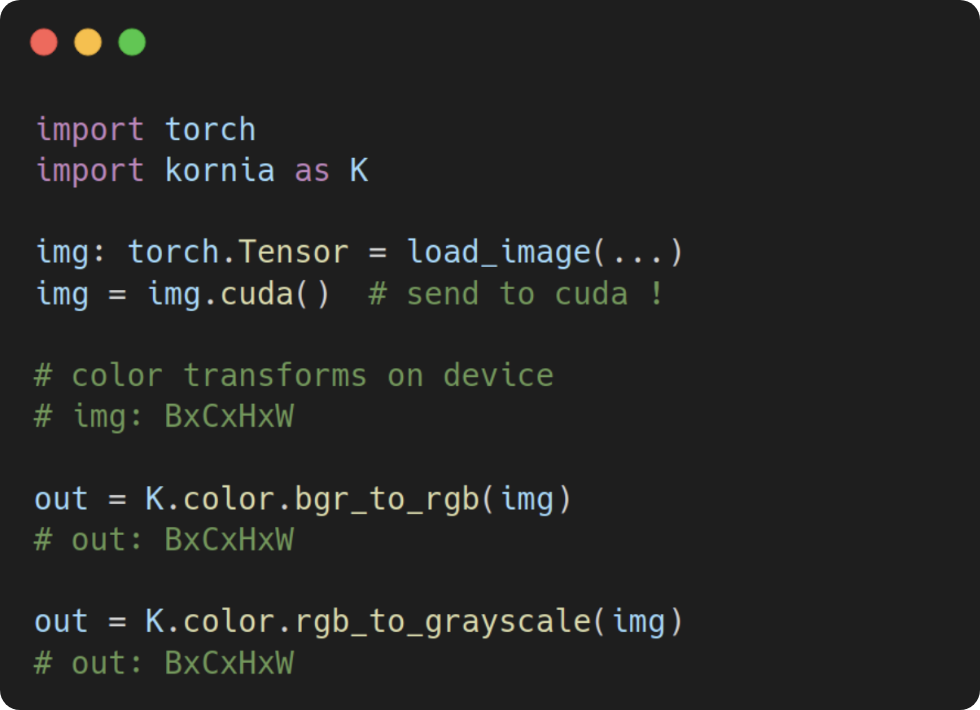 import torch
import kornia as K
img: torch.Tensor = load_image(...)
img = img.cuda()  # send to cuda !
# color transforms on device
# img: BxCxHxW
out = K.color.bgr_to_rgb(img)
# out: BxCxHxW
out = K.color.rgb_to_grayscale(img)
# out: BxCxHxW